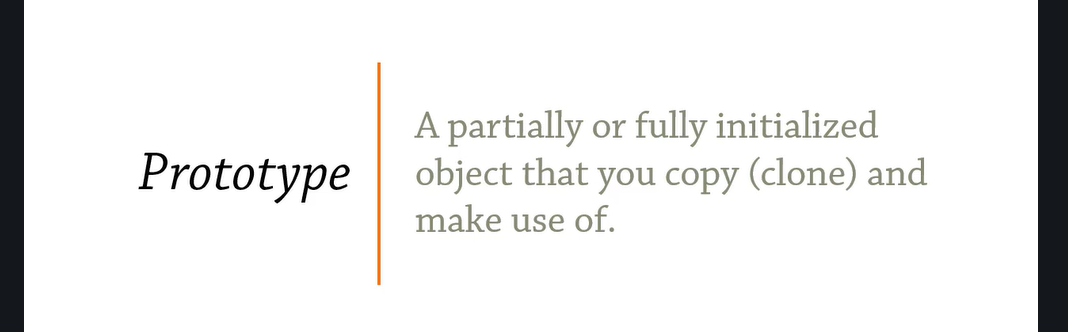 Prototype
A partially or fully initialized
object that you copy (clone) and
make use of.